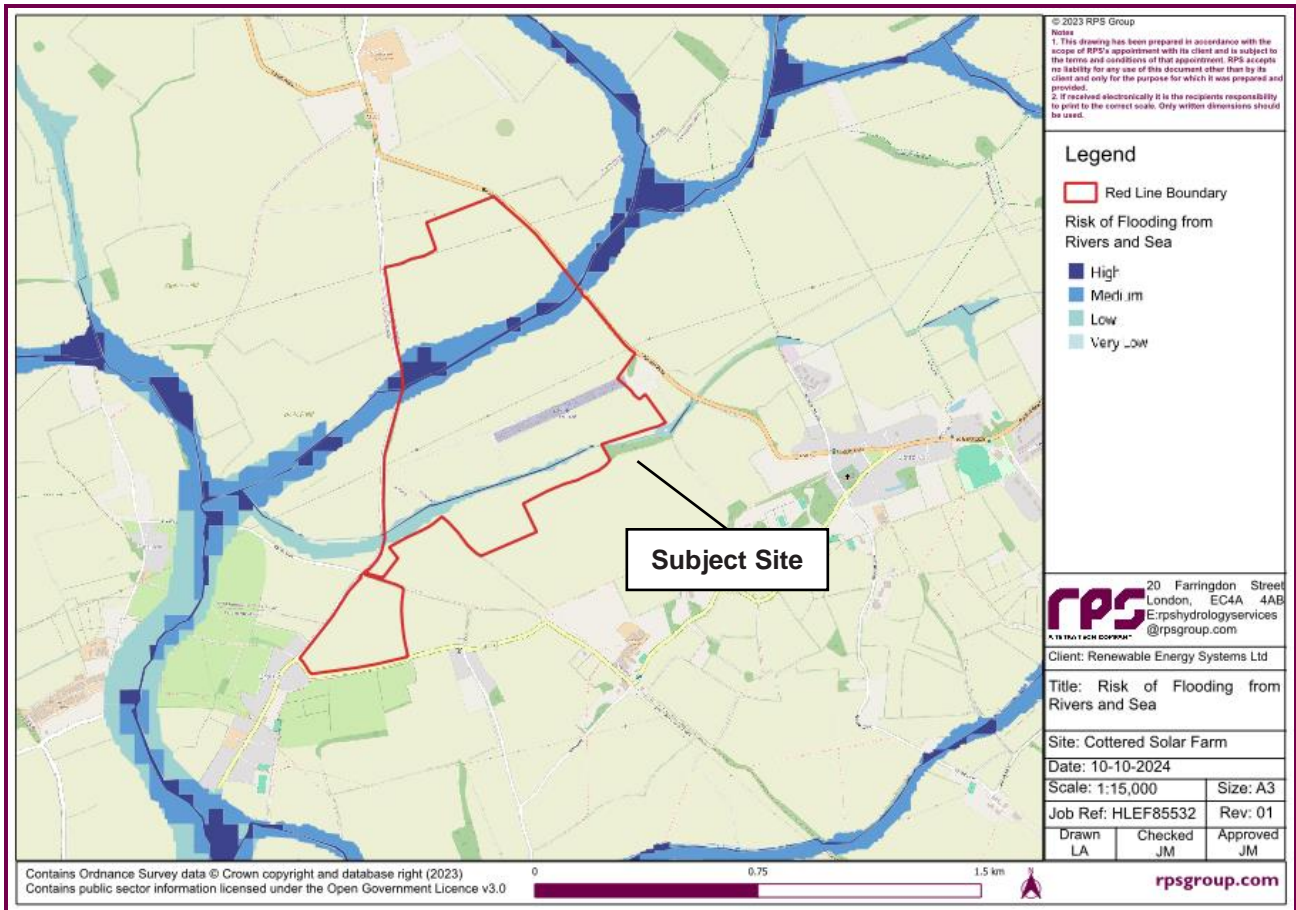 © 2023 RPS Group
Notes
1. This drawing has been prepared in accordance with the
scope of RPS's appointment with its client and is subject to
the terms and conditions of that appointment. RPS accepts
no liability for any use of this document other than by its
client and only for the purpose for which it was prepared and
provided.
2. If received electronically it is the recipients responsibility
to print to the correct scale. Only written dimensions should
be used.
Legend
Red Line Boundary
Risk of Flooding from
Rivers and Sea
High
Medium
Low
Very Low
Subject Site
rps
A TETRA TECH COMPANY
20 Farringdon Street
London, EC4A 4AB
E:rpshydrologyservices
@rpsgroup.com
Client: Renewable Energy Systems Ltd
Title: Risk of Flooding from
Rivers and Sea
Site: Cottered Solar Farm
Date: 10-10-2024
Scale: 1:15,000
Size: A3
Job Ref: HLEF85532
Rev: 01
Drawn
LA
Checked
JM
Approved
JM
Contains Ordnance Survey data © Crown copyright and database right (2023)
Contains public sector information licensed under the Open Government Licence v3.0
0
0.75
1.5 km
N
rpsgroup.com